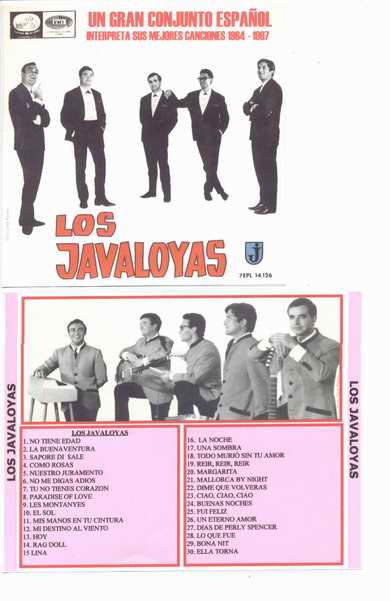 UN GRAN CONJUNTO ESPAÑOL
INTERPRETA SUS MEJORES CANCIONES 1964 - 1967
EMI
LOS
JAVALOYAS
J
7EPL 14.126
LOS JAVALOYAS
LOS JAVALOYAS
LOS JAVALOYAS
1. NO TIENE EDAD
2. LA BUENAVENTURA
3. SAPORE DI SALE
4. COMO ROSAS
5. NUESTRO JURAMENTO
6. NO ME DIGAS ADIOS
7. TU NO TENIS CORAZON
8. PARADISE OF LOVE
9. LES MONTANYES
10. EL SOL
11. MIS MANOS EN TU CINTURA
12. MI DESTINO AL VIENTO
13. HOY
14. RAG DOLL
15 LINA
16. LA NOCHE
17. UNA SOMBRA
18. TODO MURIÓ SIN TU AMOR
19. REIR, REIR, REIR
20. MARGARITA
21. MALLORCA BY NIGHT
22. DIME QUE VOLVERAS
23. CIAO, CIAO, CIAO
24. BUENAS NOCHES
25. FUI FELIZ
26. UN ETERNO AMOR
27. DIAS DE PERLY SPENCER
28. LO QUE FUE
29. BONA NIT
30. ELLA TORNA